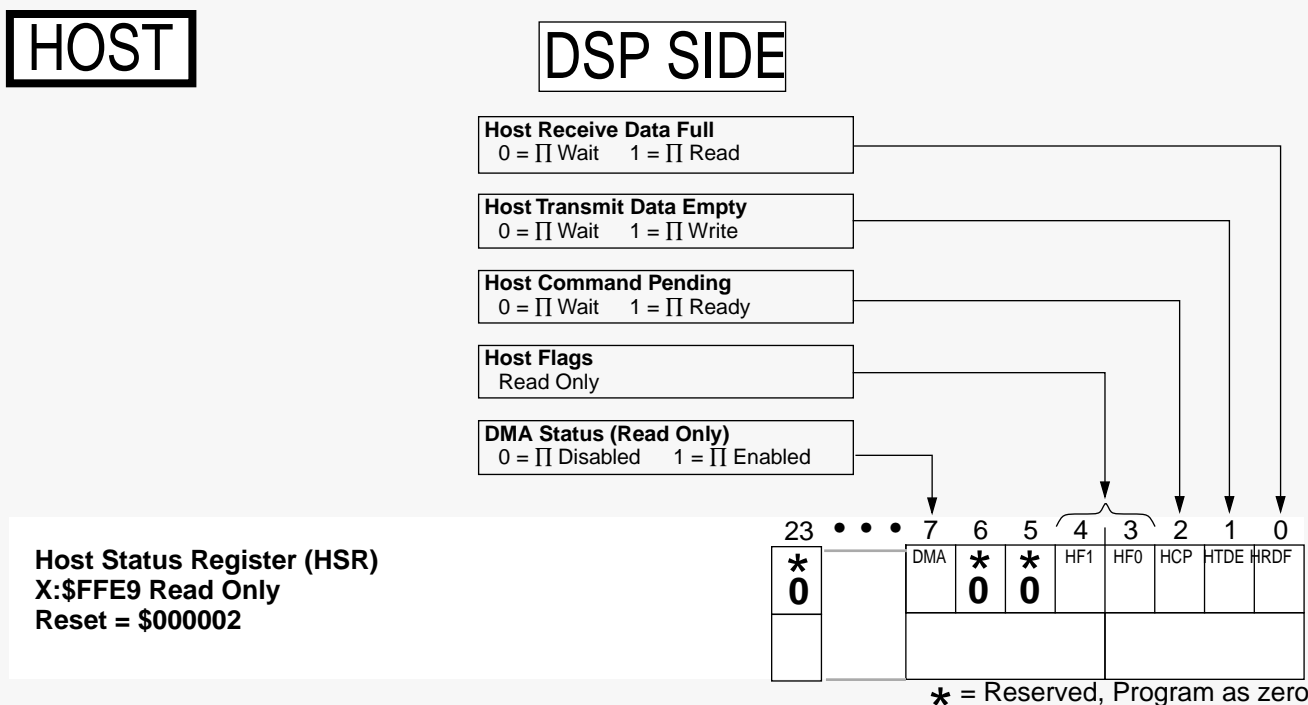 HOST
DSP SIDE
Host Receive Data Full
0 = ∏ Wait 1 = ∏ Read
Host Transmit Data Empty
0 = ∏ Wait 1 = ∏ Write
Host Command Pending
0 = ∏ Wait 1 = ∏ Ready
Host Flags
Read Only
DMA Status (Read Only)
0 = ∏ Disabled 1 = ∏ Enabled
23 • • • 7 6 5 4 3 2 1 0
* DMA * * HF1 HF0 HCP HTDE HRDF
0 0 0
Host Status Register (HSR)
X:$FFE9 Read Only
Reset = $000002
* = Reserved, Program as zero